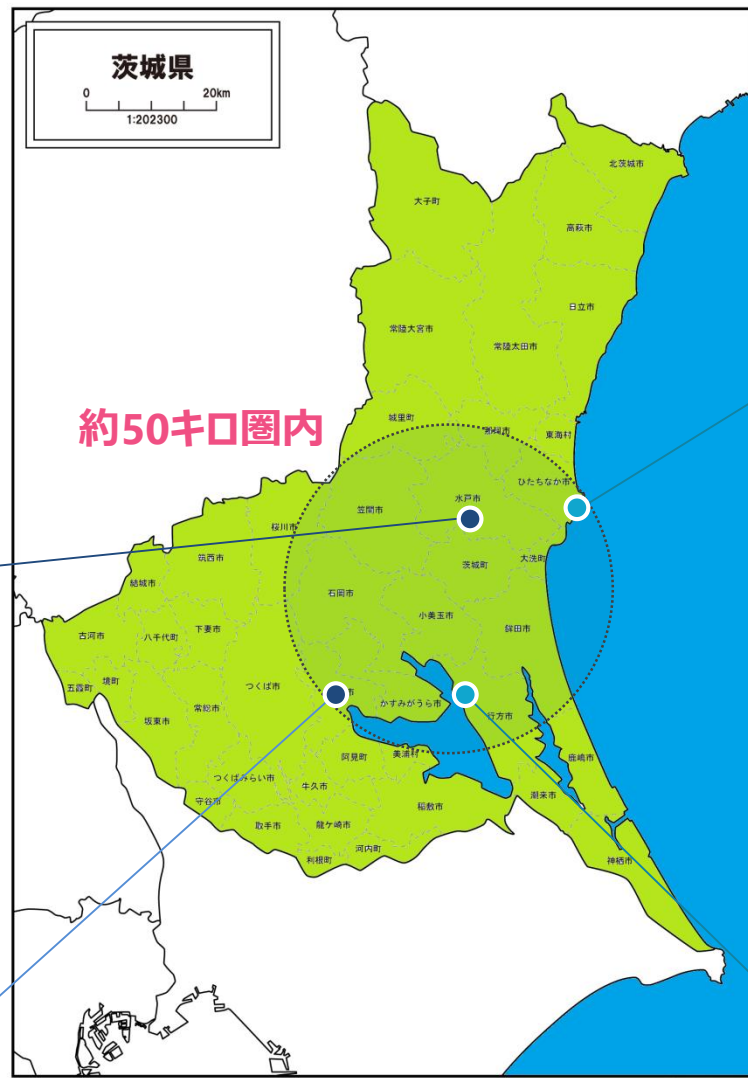 茨城県
0 20km
1:202300
北茨城市
大子町
高萩市
日立市
常陸大宮市
常陸太田市
約50キロ圏内
城里町
東海村
ひたちなか市
水戸市
笠間市
桜川市
筑西市
大洗町
茨城町
結城市
石岡市
小美玉市
下妻市
鉾田市
古河市
八千代町
つくば市
五霞町
境町
市
かすみがうら市
常総市
行方市
坂東市
阿見町
美浦村
鹿嶋市
つくばみらい市
牛久市
潮来市
守谷市
稲敷市
取手市
龍ケ崎市
河内町
利根町
神栖市